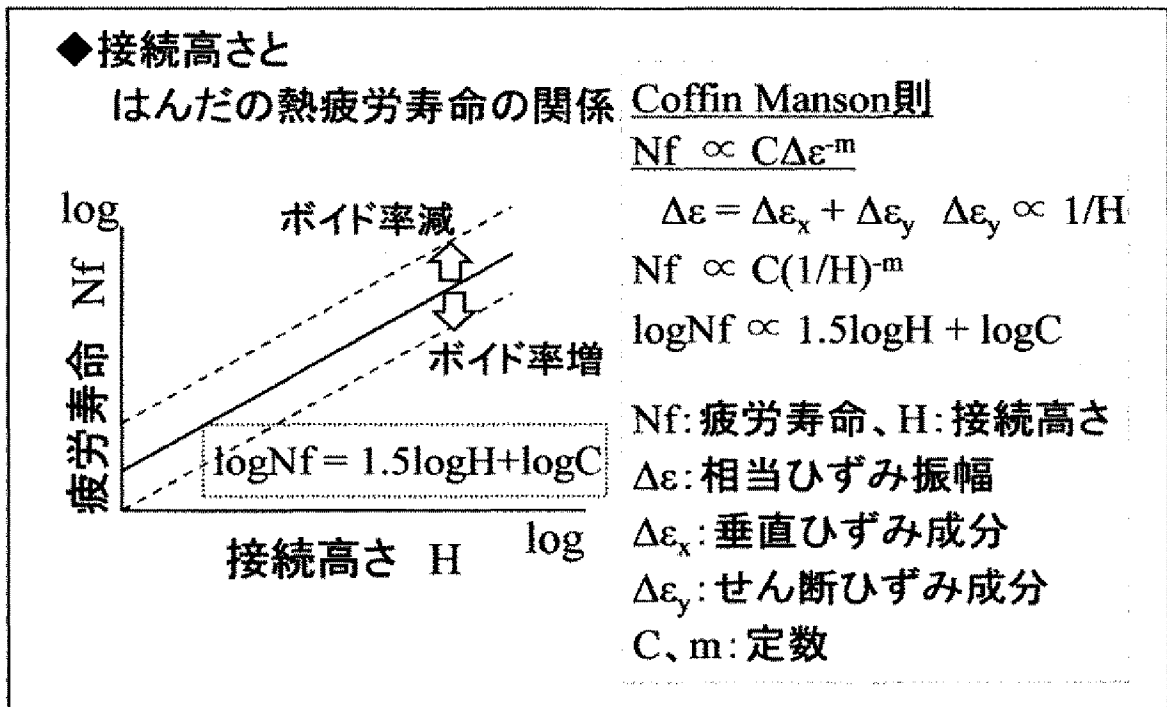 ◆接続高さと
はんだの熱疲労寿命の関係
log
疲労寿命 Nf
ボイド率減
ボイド率増
logNf = 1.5logH+logC
接続高さ H
log
Coffin Manson則
Nf ∝ CΔε-m
Δε = Δεx + Δεy Δεy ∝ 1/H
Nf ∝ C(1/H)-m
logNf ∝ 1.5logH + logC
Nf:疲労寿命、H:接続高さ
Δε:相当ひずみ振幅
Δεx:垂直ひずみ成分
Δεy:せん断ひずみ成分
C、m:定数